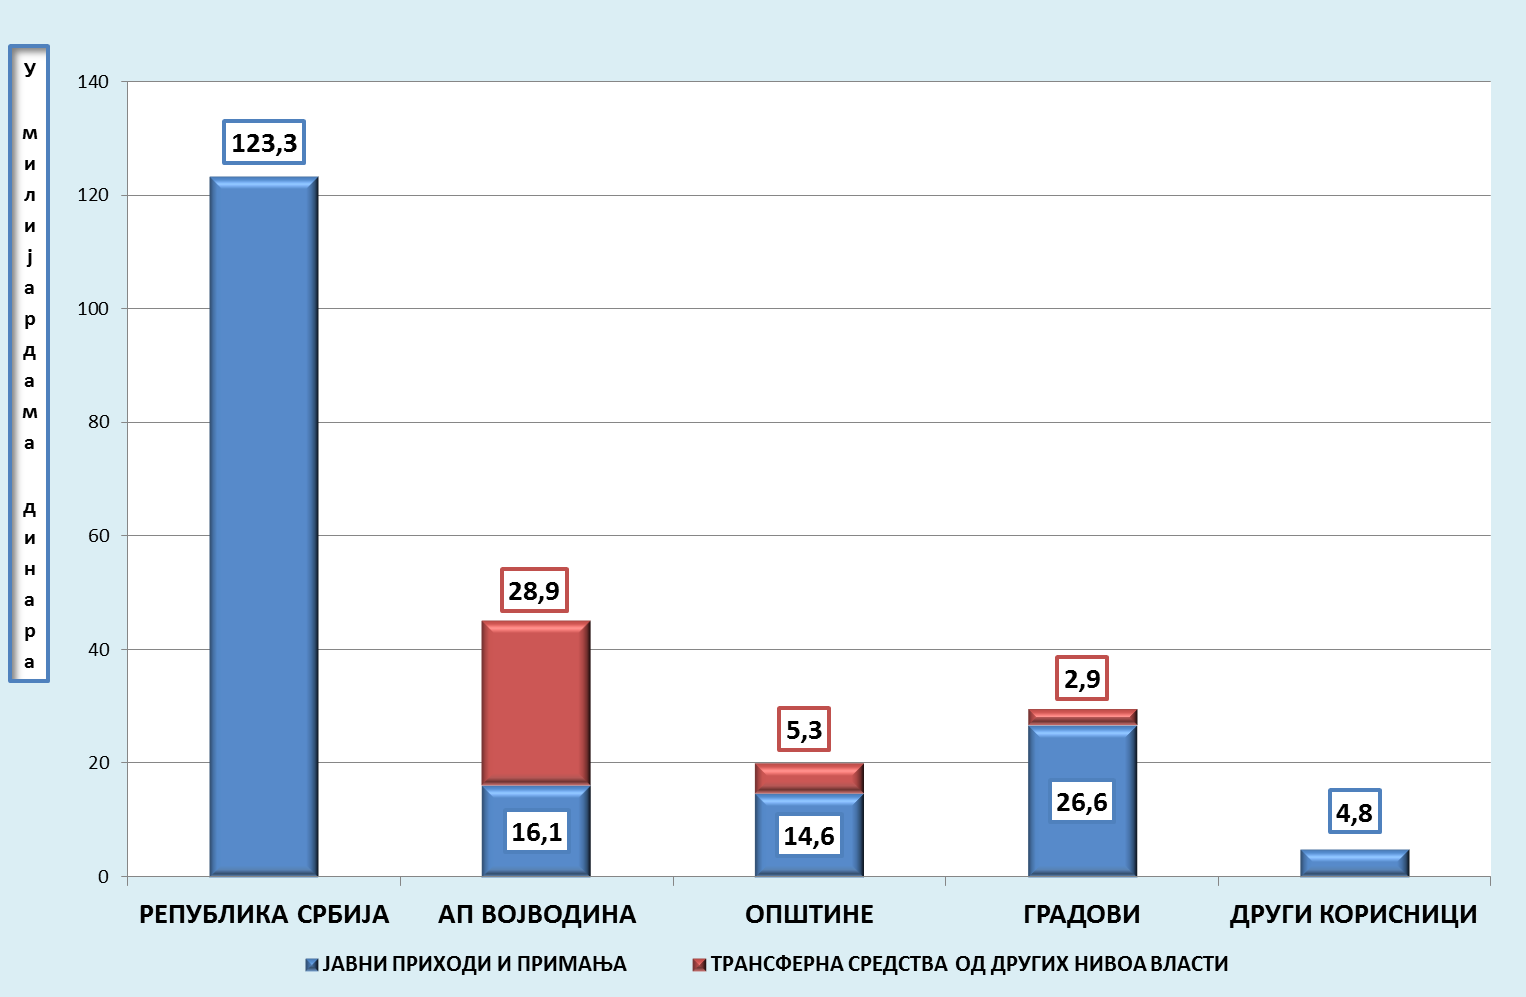 У милијардама динара
140
120
100
80
60
40
20
0
123,3
28,9
16,1
5,3
14,6
2,9
26,6
4,8
РЕПУБЛИКА СРБИЈА
АП ВОЈВОДИНА
ОПШТИНЕ
ГРАДОВИ
ДРУГИ КОРИСНИЦИ
ЈАВНИ ПРИХОДИ И ПРИМАЊА
ТРАНСФЕРНА СРЕДСТВА ОД ДРУГИХ НИВОА ВЛАСТИ